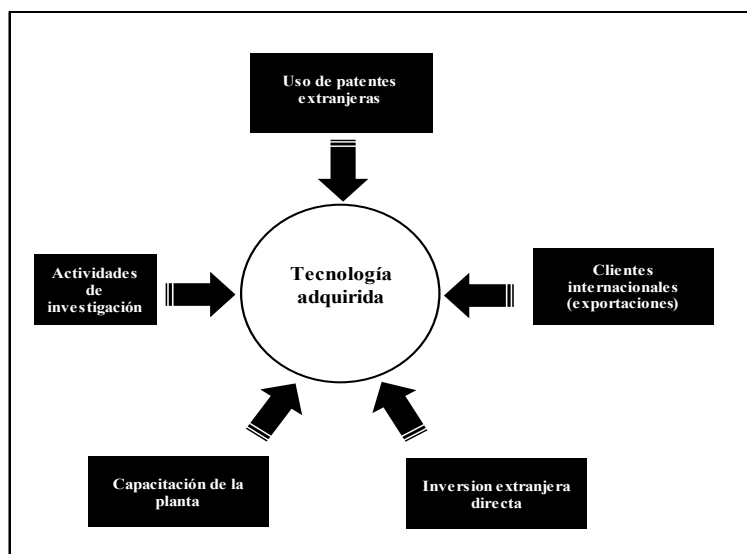 Uso de patentes
extranjeras
Actividades
de
investigación
Tecnología
adquirida
Clientes
internacionales
(exportaciones)
Capacitación de la
planta
Inversion extranjera
directa